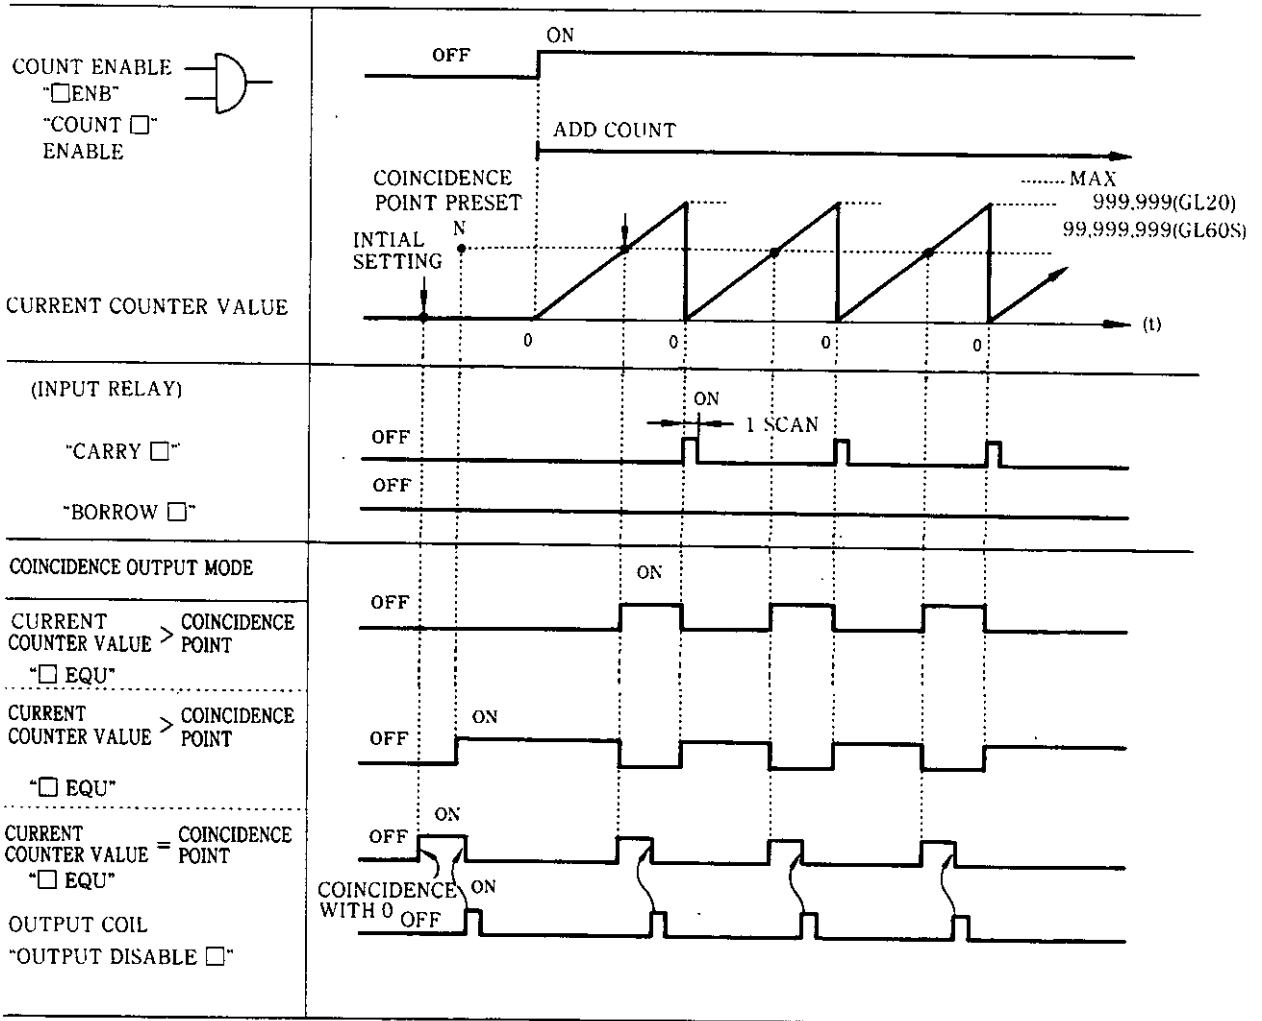 COUNT ENABLE
"□ENB"
"COUNT □"
ENABLE
OFF
ON
ADD COUNT
COINCIDENCE
POINT PRESET
N
INTIAL
SETTING
MAX
999.999(GL20)
99,999,999(GL60S)
CURRENT COUNTER VALUE
0
0
0
0
(t)
(INPUT RELAY)
ON
1 SCAN
"CARRY □"
OFF
OFF
"BORROW □"
COINCIDENCE OUTPUT MODE
ON
OFF
CURRENT COUNTER VALUE > COINCIDENCE POINT
"□ EQU"
CURRENT COUNTER VALUE > COINCIDENCE POINT
ON
OFF
"□ EQU"
ON
OFF
CURRENT COUNTER VALUE = COINCIDENCE POINT
"□ EQU"
COINCIDENCE
WITH 0
ON
OFF
OUTPUT COIL
"OUTPUT DISABLE □"